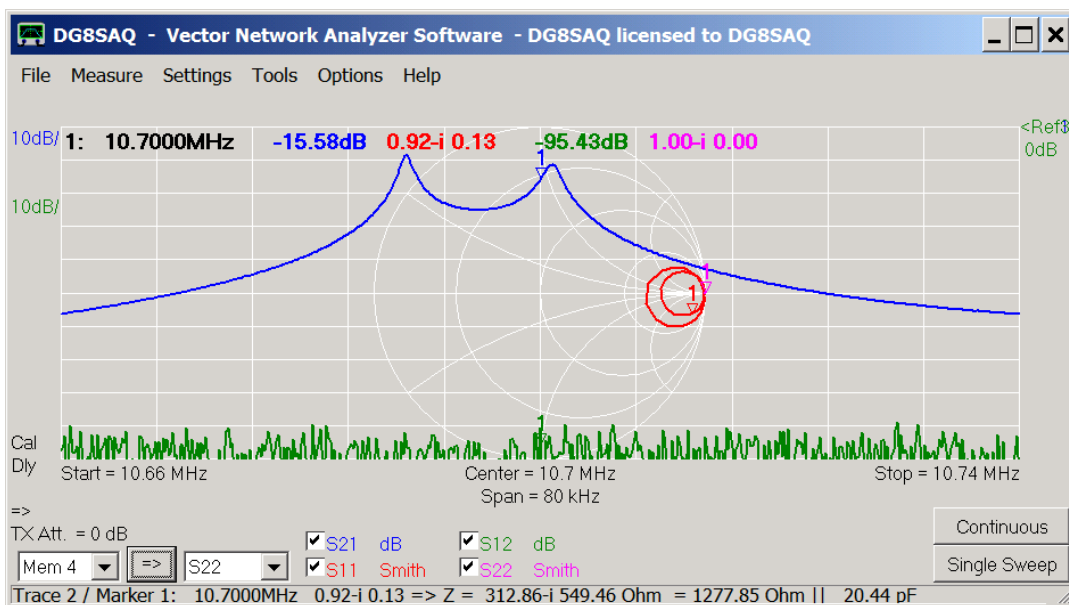 DG8SAQ - Vector Network Analyzer Software - DG8SAQ licensed to DG8SAQ
File Measure Settings Tools Options Help
10dB/ 1: 10.7000MHz -15.58dB 0.92-i 0.13 -95.43dB 1.00-i 0.00
<Ref
0dB
10dB/
1
1
1
1
Cal
Dly
Start = 10.66 MHz Center = 10.7 MHz Stop = 10.74 MHz
Span = 80 kHz
=>
TX Att. = 0 dB
S21 dB S12 dB
Continuous
Mem 4 => S22
S11 Smith S22 Smith
Single Sweep
Trace 2 / Marker 1: 10.7000MHz 0.92-i 0.13 => Z = 312.86-i 549.46 Ohm = 1277.85 Ohm || 20.44 pF